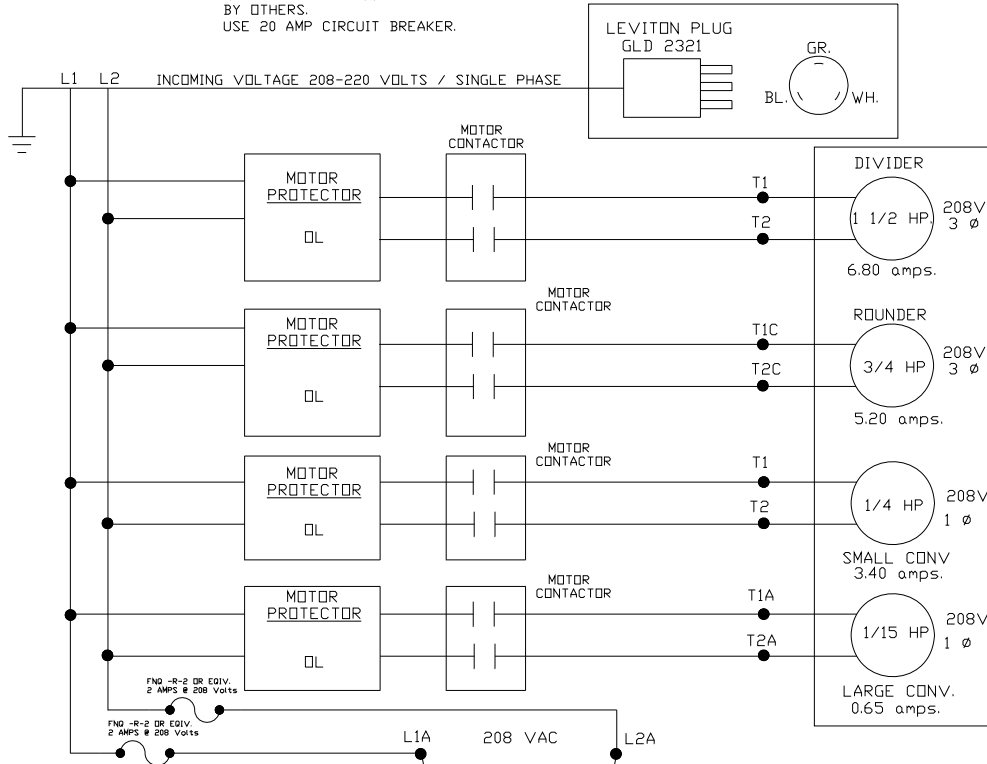 BY OTHERS.
USE 20 AMP CIRCUIT BREAKER.
LEVITON PLUG
GLD 2321
GR.
BL.
WH.
L1
L2
INCOMING VOLTAGE 208-220 VOLTS / SINGLE PHASE
MOTOR
CONTACTOR
MOTOR
PROTECTOR
OL
T1
T2
DIVIDER
1 1/2 HP.
208V
3 Ø
6.80 amps.
MOTOR
CONTACTOR
MOTOR
PROTECTOR
OL
T1C
T2C
ROUNDER
3/4 HP
208V
3 Ø
5.20 amps.
MOTOR
CONTACTOR
MOTOR
PROTECTOR
OL
T1
T2
1/4 HP
208V
1 Ø
SMALL CONV
3.40 amps.
MOTOR
CONTACTOR
MOTOR
PROTECTOR
OL
T1A
T2A
1/15 HP
208V
1 Ø
LARGE CONV.
0.65 amps.
FNQ -R-2 OR EQIV.
2 AMPS @ 208 Volts
FNQ -R-2 OR EQIV.
2 AMPS @ 208 Volts
L1A
208 VAC
L2A